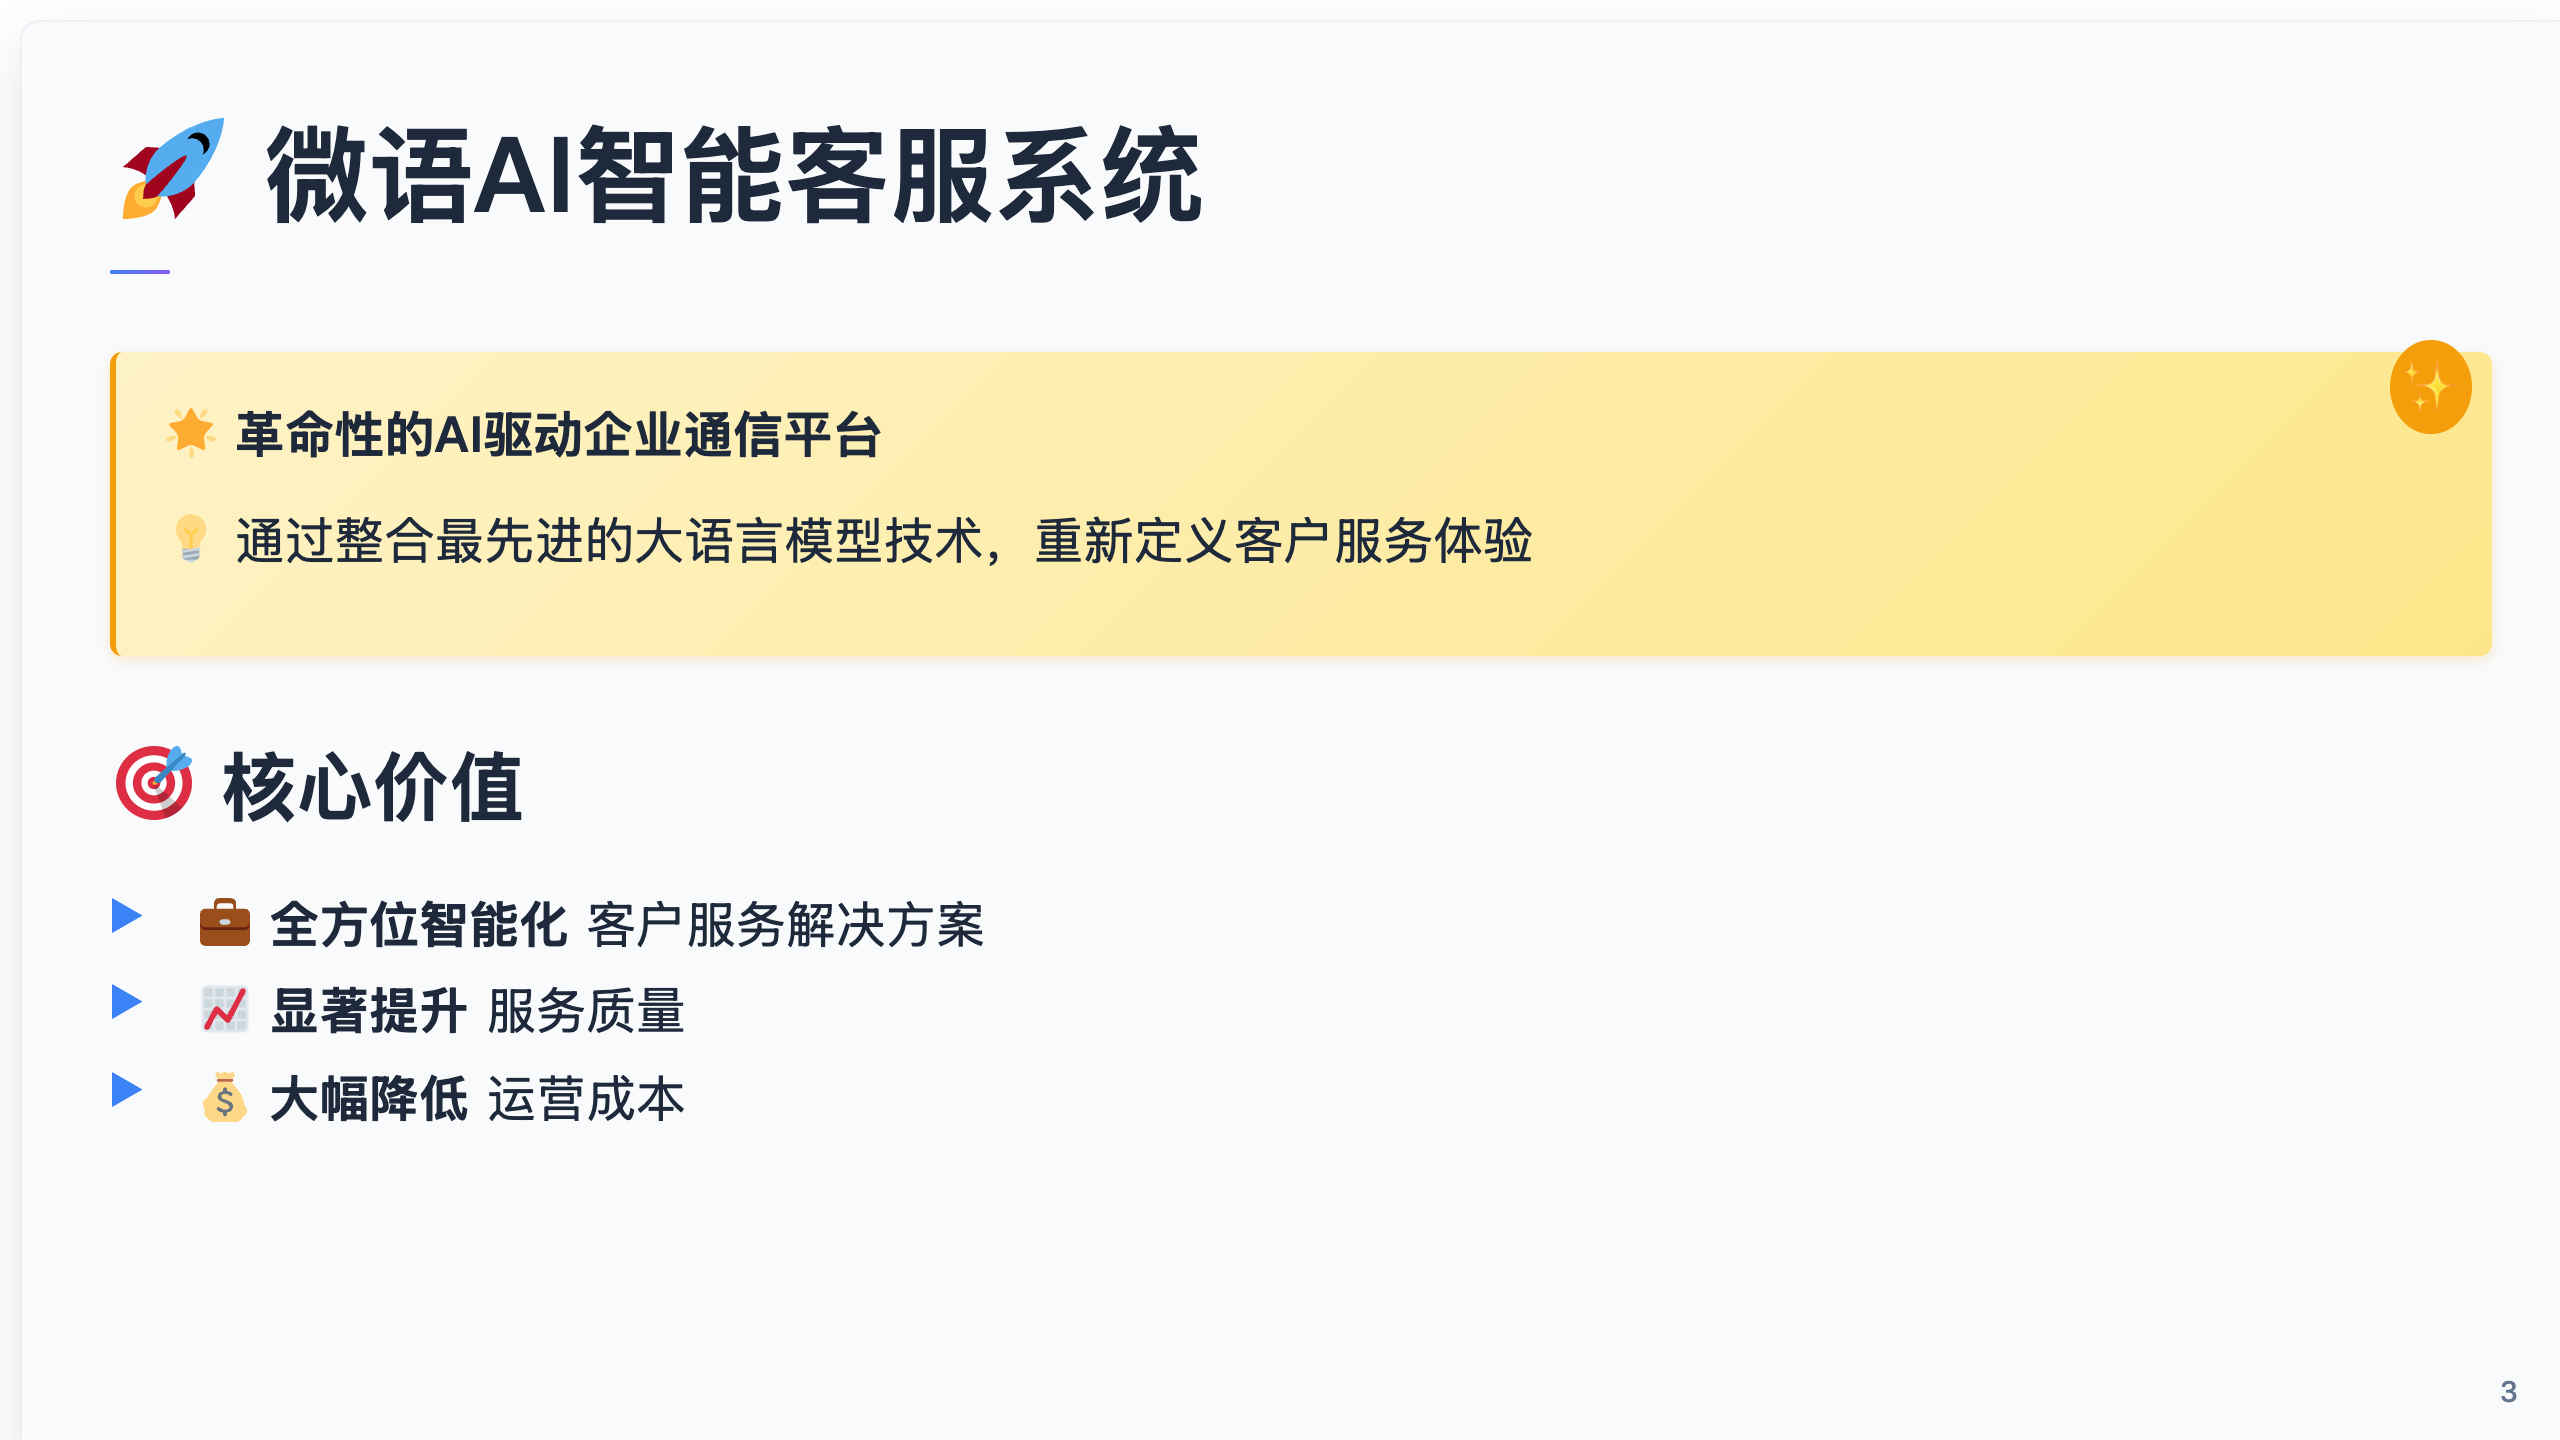 微语AI智能客服系统
革命性的AI驱动企业通信平台
通过整合最先进的大语言模型技术，重新定义客户服务体验
核心价值
全方位智能化 客户服务解决方案
显著提升 服务质量
大幅降低 运营成本
3